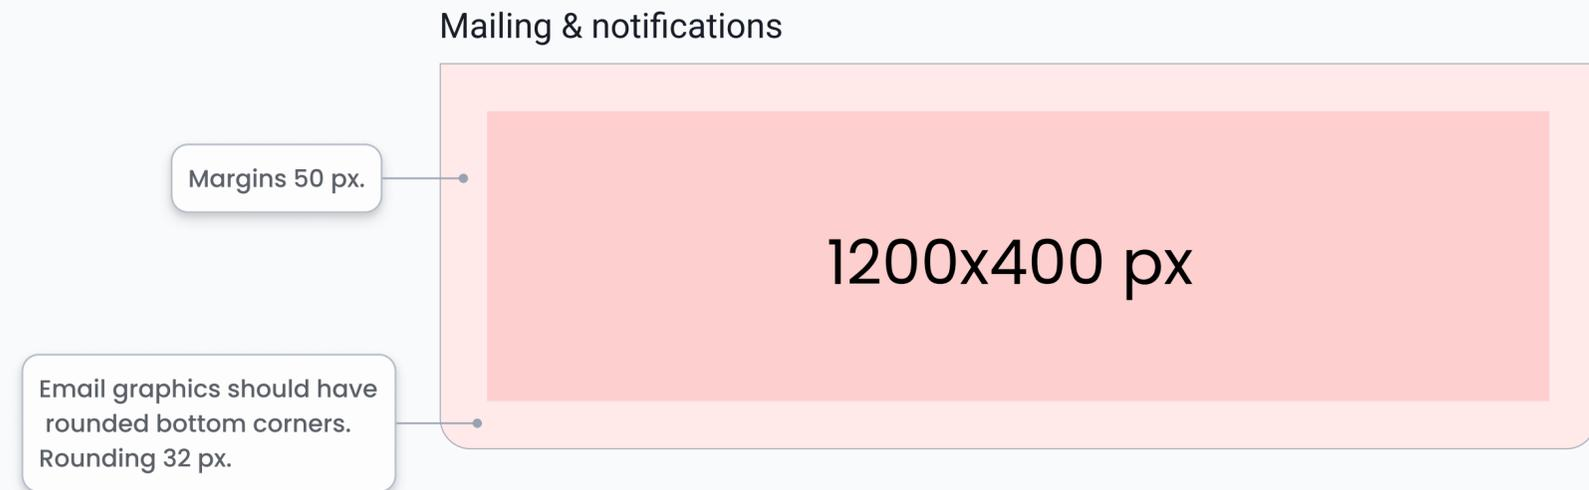 Mailing & notifications
Margins 50 px.
1200x400 px
Email graphics should have
rounded bottom corners.
Rounding 32 px.